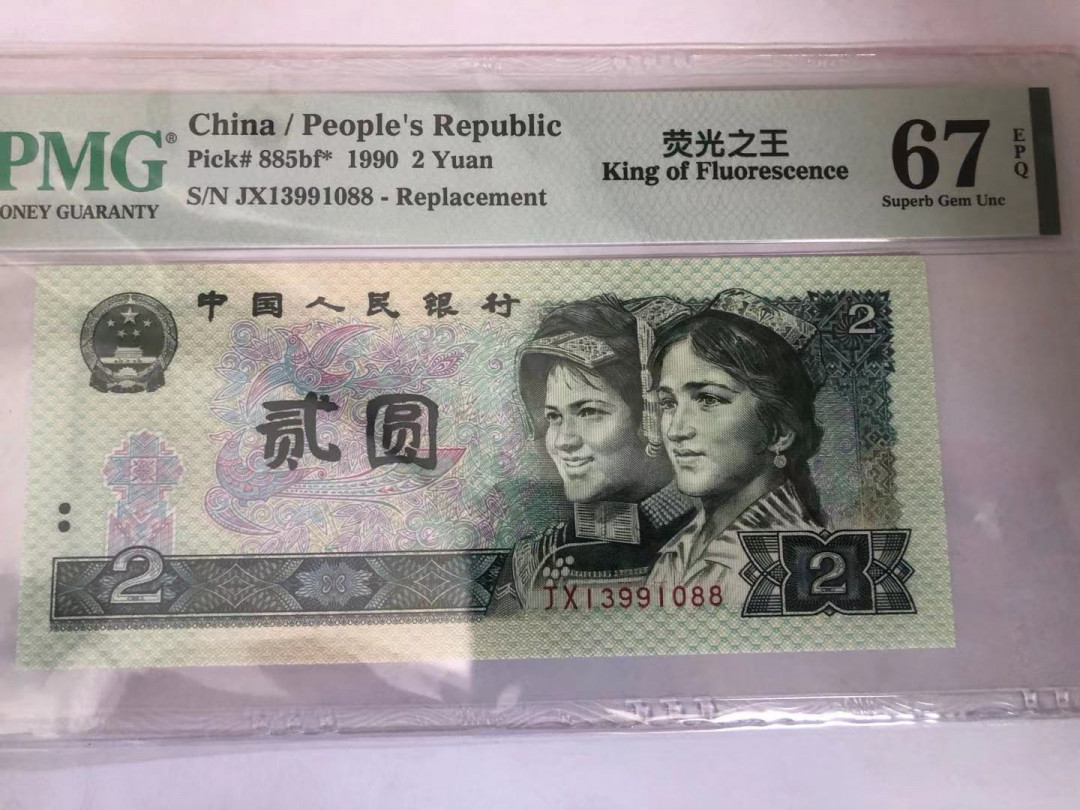 PMG®
ONEY GUARANTY
China / People's Republic
Pick# 885bf* 1990 2 Yuan
S/N JX13991088 - Replacement
荧光之王
King of Fluorescence
67
EPQ
Superb Gem Unc
中国人民银行
2
贰圆
2
2
JX13991088